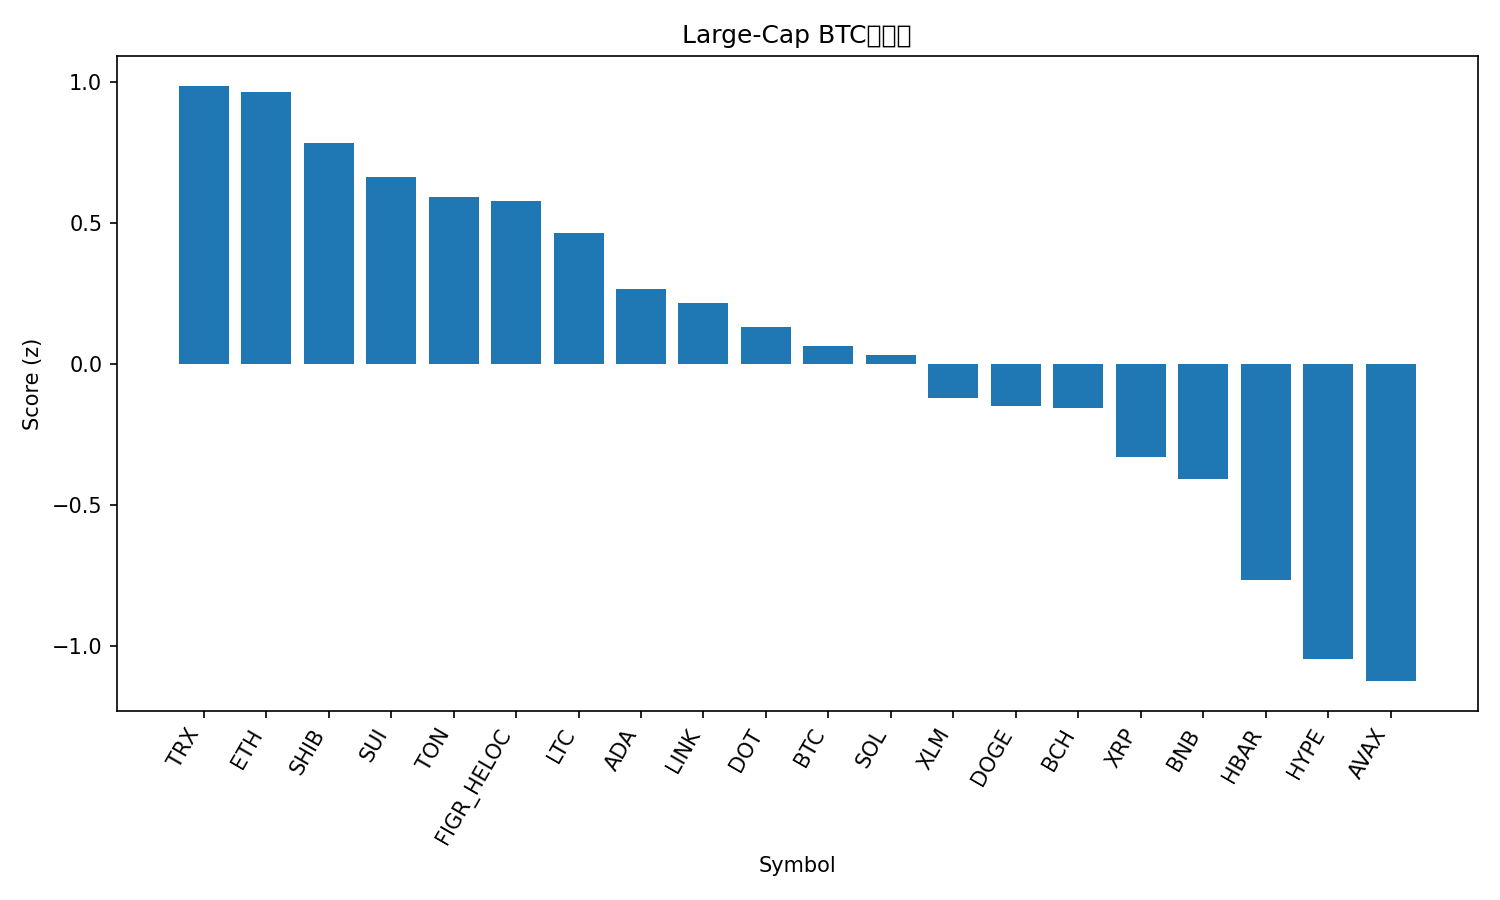 Large-Cap BTC
Score (z)
1.0
0.5
0.0
−0.5
−1.0
TRX
ETH
SHIB
SUI
TON
FIGR_HELOC
LTC
ADA
LINK
DOT
BTC
SOL
XLM
DOGE
BCH
XRP
BNB
HBAR
HYPE
AVAX
Symbol